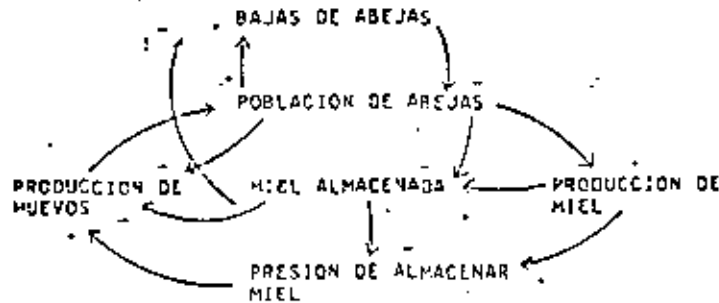 BAJAS DE ABEJAS
POBLACION DE ABEJAS
PRODUCCION DE
HUEVOS
MIEL ALMACENADA
PRODUCCION DE
MIEL
PRESION DE ALMACENAR
MIEL